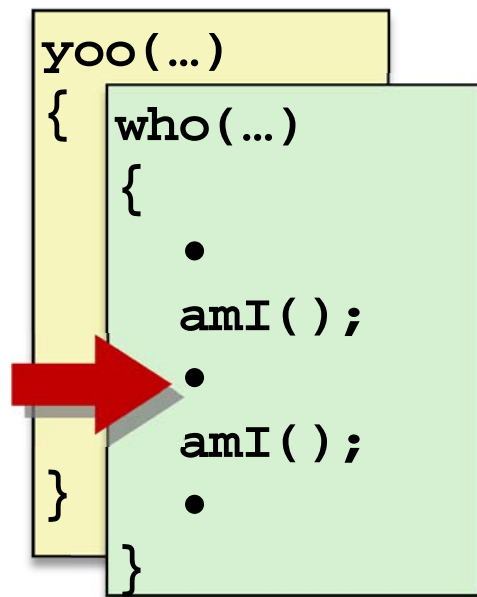 yoo(…)
{
}
who(…)
{
•
amI();
•
amI();
•
}